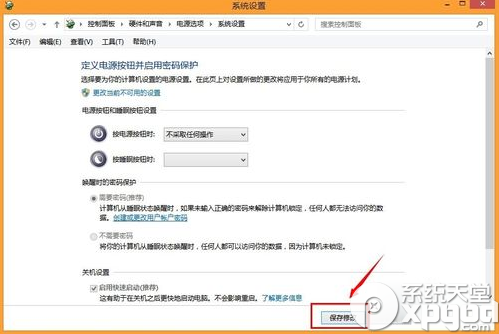 系统设置
控制面板 ▸ 硬件和声音 ▸ 电源选项 ▸ 系统设置
搜索控制面板
文件(F) 编辑(E) 查看(V) 工具(T) 帮助(H)
定义电源按钮并启用密码保护
选择要为你的计算机设置的电源设置。在此页上对设置所做的更改将应用于你所有的电源计划。
更改当前不可用的设置
电源按钮和睡眠按钮设置
按电源按钮时: 不采取任何操作
按睡眠按钮时:
唤醒时的密码保护
需要密码(推荐)
计算机从睡眠状态唤醒时，如果未输入正确的密码来解除计算机锁定，任何人都无法访问你的数
据。创建或更改用户帐户密码
不需要密码
将你的计算机从睡眠状态唤醒时，任何人都可以访问你的数据，因为计算机未锁定。
关机设置
启用快速启动(推荐)
这有助于在关机之后更快地启动电脑。不会影响重启。了解更多信息
保存修
系统天堂
xpgod.com